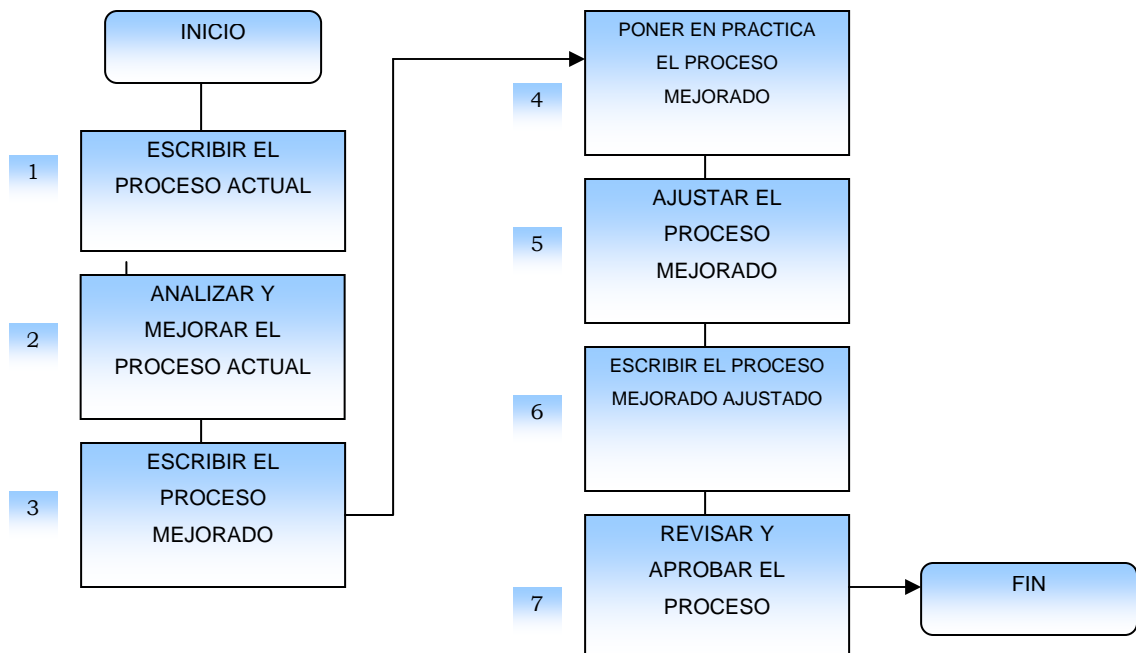 INICIO
1
ESCRIBIR EL
PROCESO ACTUAL
2
ANALIZAR Y
MEJORAR EL
PROCESO ACTUAL
3
ESCRIBIR EL
PROCESO
MEJORADO
4
PONER EN PRACTICA
EL PROCESO
MEJORADO
5
AJUSTAR EL
PROCESO
MEJORADO
6
ESCRIBIR EL PROCESO
MEJORADO AJUSTADO
7
REVISAR Y
APROBAR EL
PROCESO
FIN